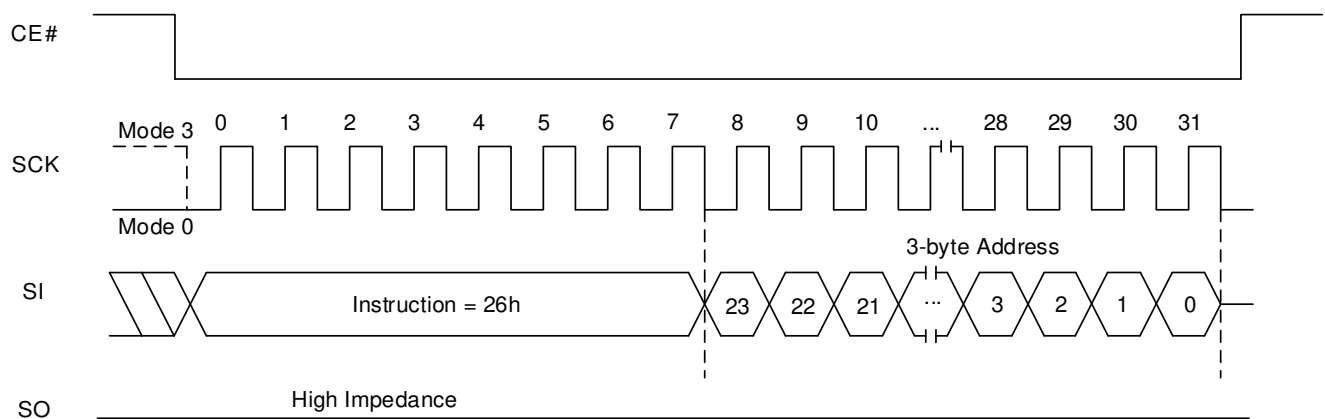 CE#
Mode 3
0 1 2 3 4 5 6 7 8 9 10 ... 28 29 30 31
SCK
Mode 0
3-byte Address
SI
Instruction = 26h
23 22 21 ... 3 2 1 0
High Impedance
SO